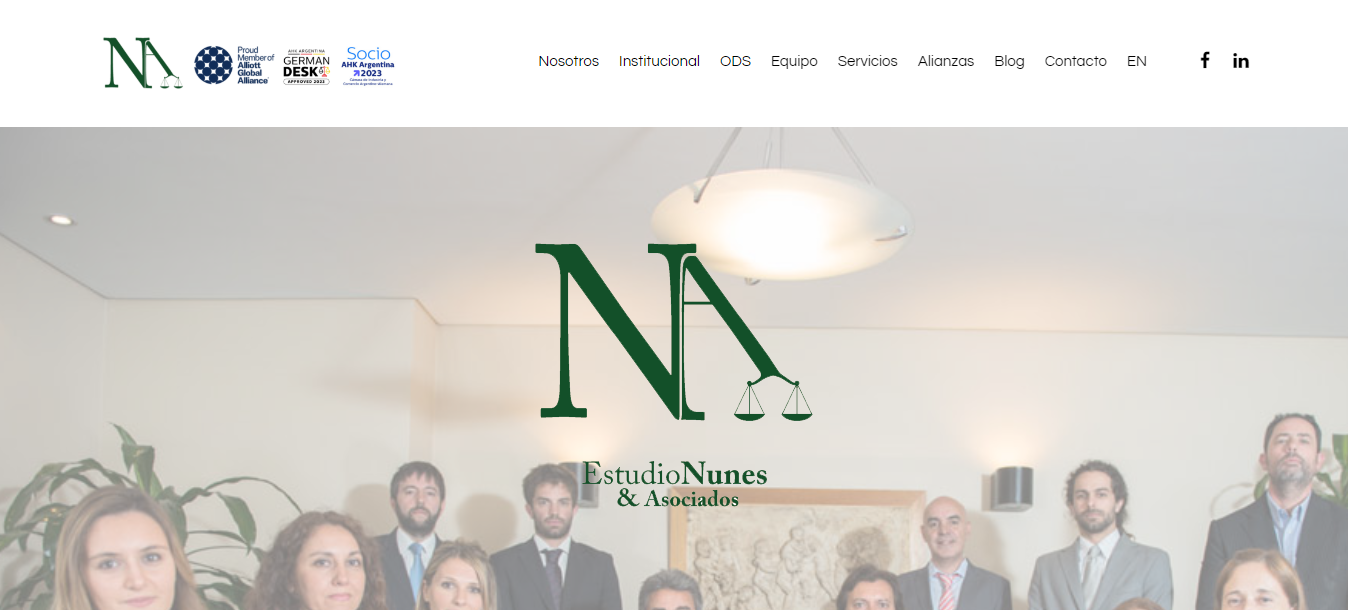 NA
Proud
Member of
Alliott
Global
Alliance
AHK ARGENTINA
GERMAN
DESK
APPROVED 2023
Socio
AHK Argentina
2023
Cámara de Industria y
Comercio Argentino-Alemana
Nosotros Institucional ODS Equipo Servicios Alianzas Blog Contacto EN
NA
EstudioNunes
& Asociados